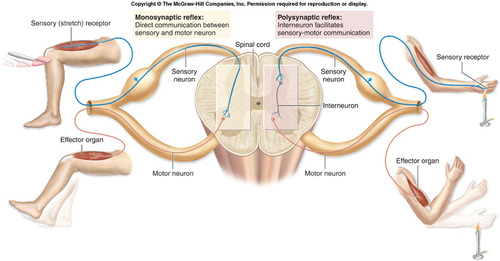 Copyright © The McGraw-Hill Companies, Inc. Permission required for reproduction or display.
Sensory (stretch) receptor
Monosynaptic reflex:
Direct communication between
sensory and motor neuron
Polysynaptic reflex:
Interneuron facilitates
sensory-motor communication
Spinal cord
Sensory
neuron
Sensory
neuron
Sensory receptor
Interneuron
Effector organ
Effector organ
Motor neuron
Motor neuron